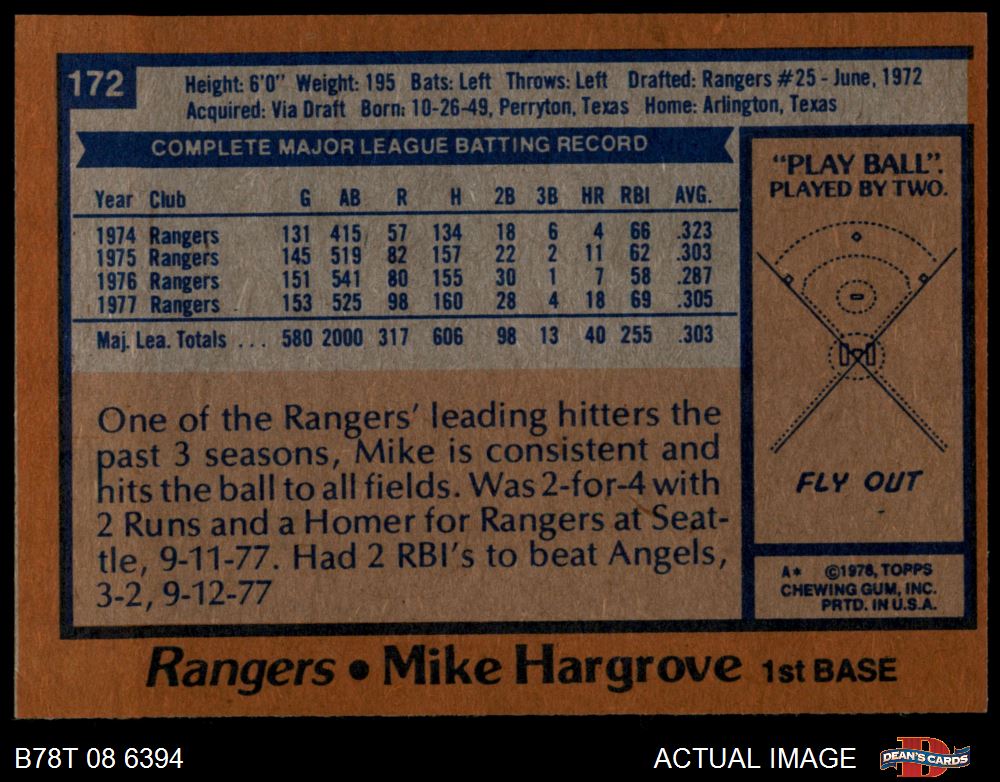 172
Height: 6'0" Weight: 195 Bats: Left Throws: Left Drafted: Rangers #25 - June, 1972
Acquired: Via Draft Born: 10-26-49, Perryton, Texas Home: Arlington, Texas
COMPLETE MAJOR LEAGUE BATTING RECORD
Year Club G AB R H 2B 3B HR RBI AVG.
1974 Rangers 131 415 57 134 18 6 4 66 .323
1975 Rangers 145 519 82 157 22 2 11 62 .303
1976 Rangers 151 541 80 155 30 1 7 58 .287
1977 Rangers 153 525 98 160 28 4 18 69 .305
Maj. Lea. Totals ... 580 2000 317 606 98 13 40 255 .303
One of the Rangers' leading hitters the
past 3 seasons, Mike is consistent and
hits the ball to all fields. Was 2-for-4 with
2 Runs and a Homer for Rangers at Seat-
tle, 9-11-77. Had 2 RBI's to beat Angels,
3-2, 9-12-77
"PLAY BALL".
PLAYED BY TWO.
FLY OUT
A* ©1978, TOPPS
CHEWING GUM, INC.
PRTD. IN U.S.A.
Rangers • Mike Hargrove 1st BASE
B78T 08 6394
ACTUAL IMAGE
DEAN'S CARDS